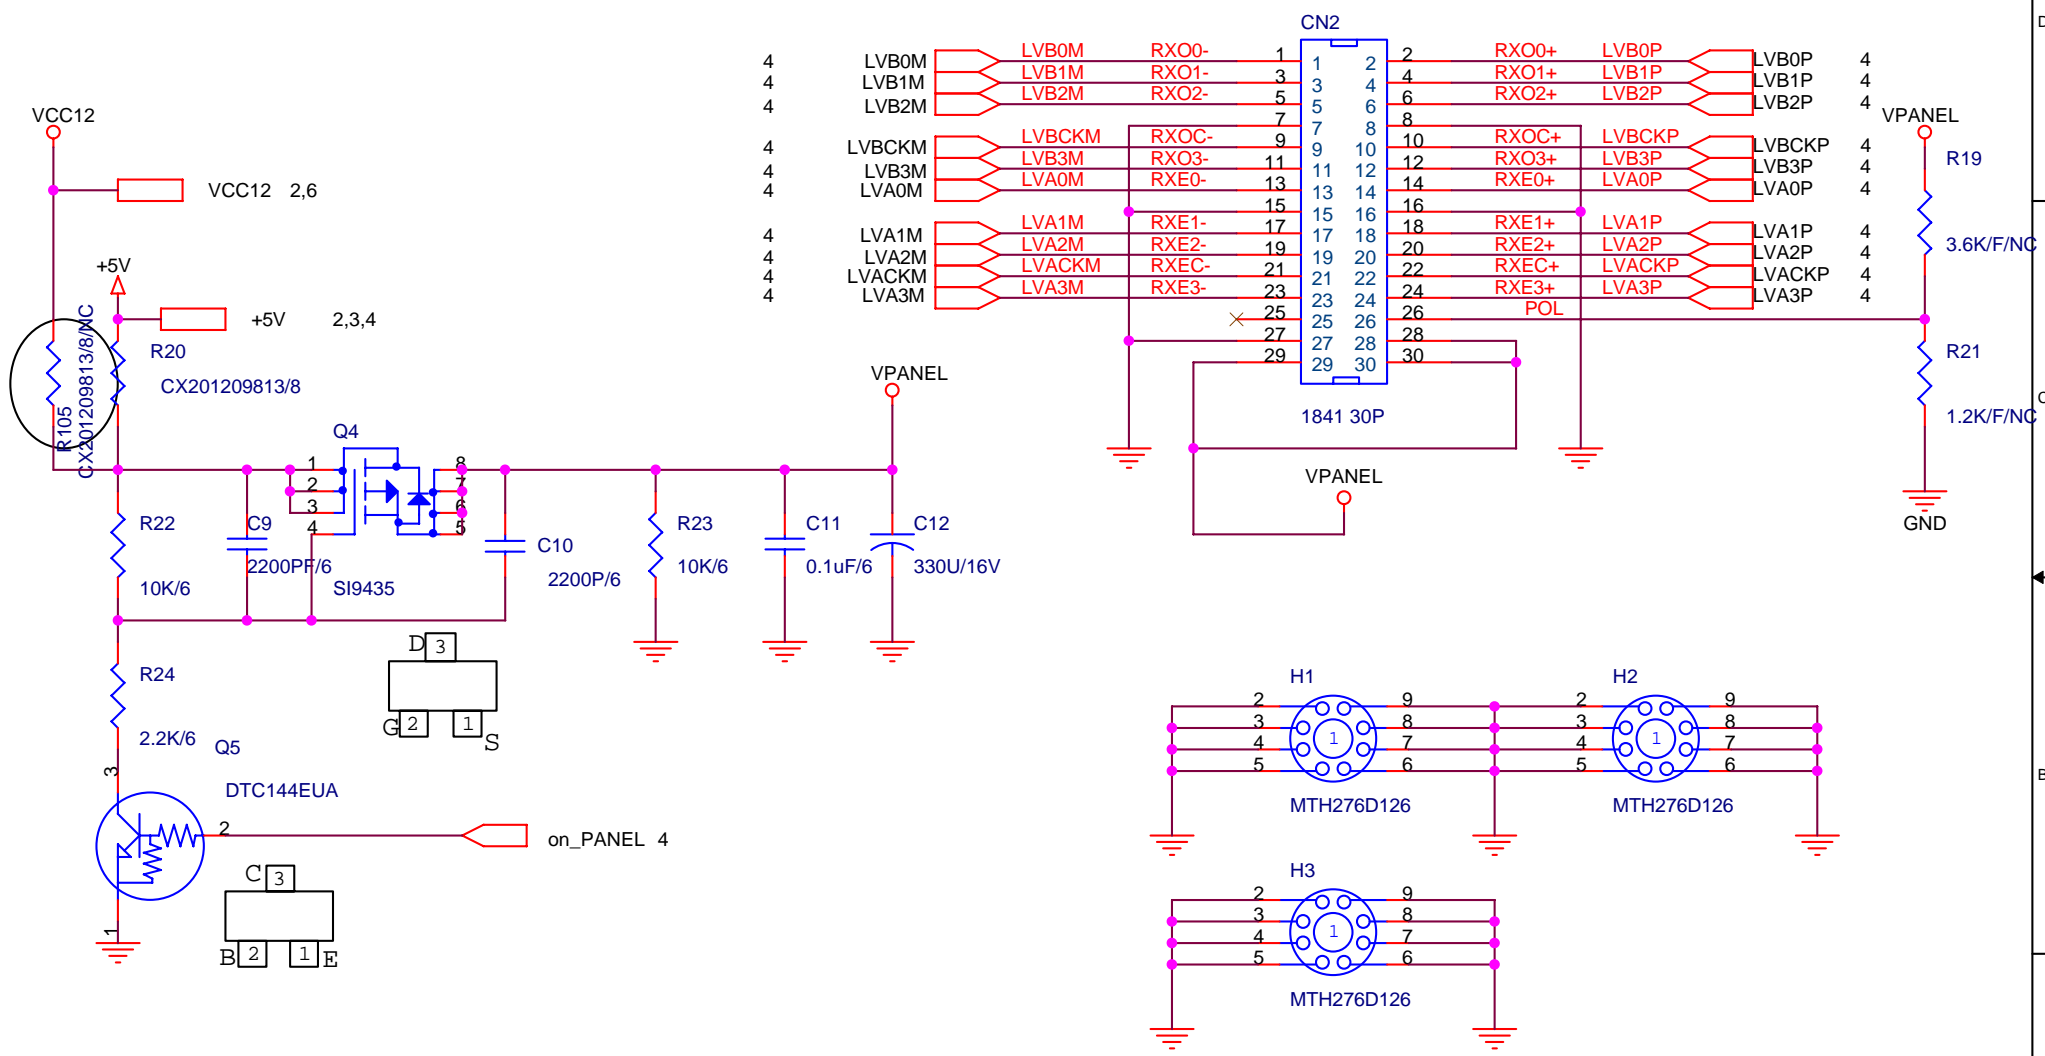 CN2
4 LVB0M LVB0M RXO0- 1 1 2 2 RXO0+ LVB0P LVB0P 4
4 LVB1M LVB1M RXO1- 3 3 4 4 RXO1+ LVB1P LVB1P 4
4 LVB2M LVB2M RXO2- 5 5 6 6 RXO2+ LVB2P LVB2P 4
7 7 8 8
4 LVBCKM LVBCKM RXOC- 9 9 10 10 RXOC+ LVBCKP LVBCKP 4
4 LVB3M LVB3M RXO3- 11 11 12 12 RXO3+ LVB3P LVB3P 4
4 LVA0M LVA0M RXE0- 13 13 14 14 RXE0+ LVA0P LVA0P 4
15 15 16 16
4 LVA1M LVA1M RXE1- 17 17 18 18 RXE1+ LVA1P LVA1P 4
4 LVA2M LVA2M RXE2- 19 19 20 20 RXE2+ LVA2P LVA2P 4
4 LVACKM LVACKM RXEC- 21 21 22 22 RXEC+ LVACKP LVACKP 4
4 LVA3M LVA3M RXE3- 23 23 24 24 RXE3+ LVA3P LVA3P 4
25 25 26 26 POL
27 27 28 28
29 29 30 30
1841 30P
VPANEL
VPANEL
R19
3.6K/F/NC
R21
1.2K/F/NC
GND
D
C
B
VCC12
VCC12 2,6
+5V
+5V 2,3,4
R105
CX201209813/8/NC
R20
CX201209813/8
VPANEL
Q4
1
2
3
4
8
7
6
5
SI9435
R22
10K/6
C9
2200PF/6
C10
2200P/6
R23
10K/6
C11
0.1uF/6
C12
330U/16V
D 3
G 2 1 S
R24
2.2K/6
Q5
DTC144EUA
3
2
1
on_PANEL 4
C 3
B 2 1 E
H1
2 9
3 8
4 1 7
5 6
MTH276D126
H2
2 9
3 8
4 1 7
5 6
MTH276D126
H3
2 9
3 8
4 1 7
5 6
MTH276D126